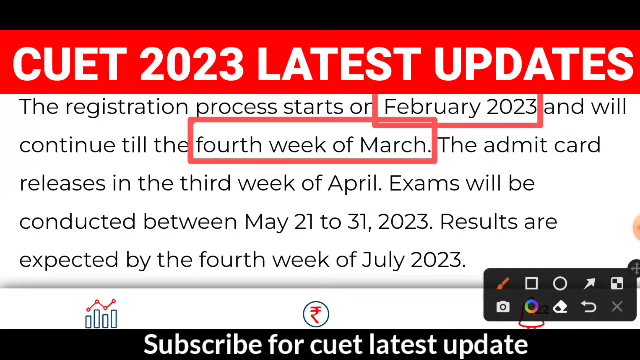 CUET 2023 LATEST UPDATES
The registration process starts on February 2023 and will
continue till the fourth week of March. The admit card
releases in the third week of April. Exams will be
conducted between May 21 to 31, 2023. Results are
expected by the fourth week of July 2023.
Subscribe for cuet latest update